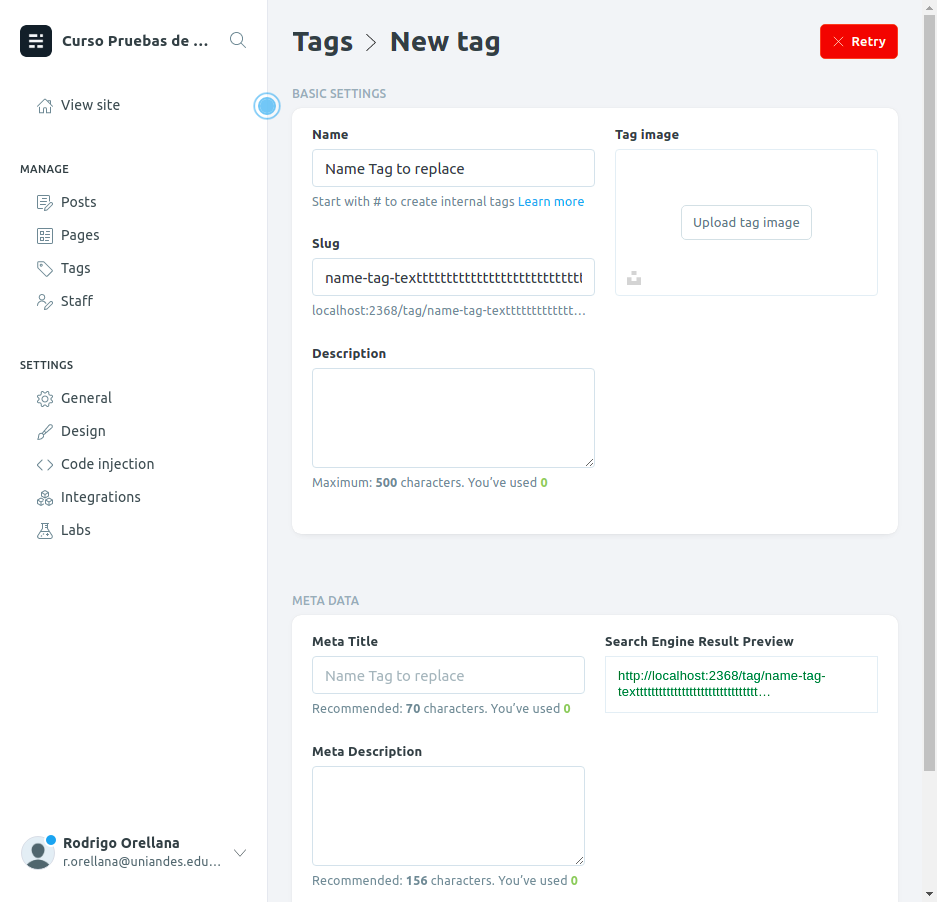 Curso Pruebas de ...
View site
MANAGE
Posts
Pages
Tags
Staff
SETTINGS
General
Design
Code injection
Integrations
Labs
Rodrigo Orellana
r.orellana@uniandes.edu...
Tags > New tag
Retry
BASIC SETTINGS
Name
Name Tag to replace
Start with # to create internal tags Learn more
Slug
name-tag-textttttttttttttttttttttttttttt
localhost:2368/tag/name-tag-texttttttttttttt...
Description
Maximum: 500 characters. You've used 0
Tag image
Upload tag image
META DATA
Meta Title
Name Tag to replace
Recommended: 70 characters. You've used 0
Meta Description
Recommended: 156 characters. You've used 0
Search Engine Result Preview
http://localhost:2368/tag/name-tag-
textttttttttttttttttttttttttttttttt...